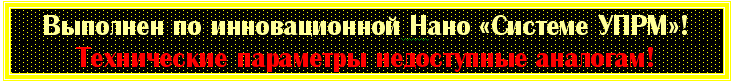 Выполнен по инновационной Нано «Системе УПРМ»!
Технические параметры недоступные аналогам!